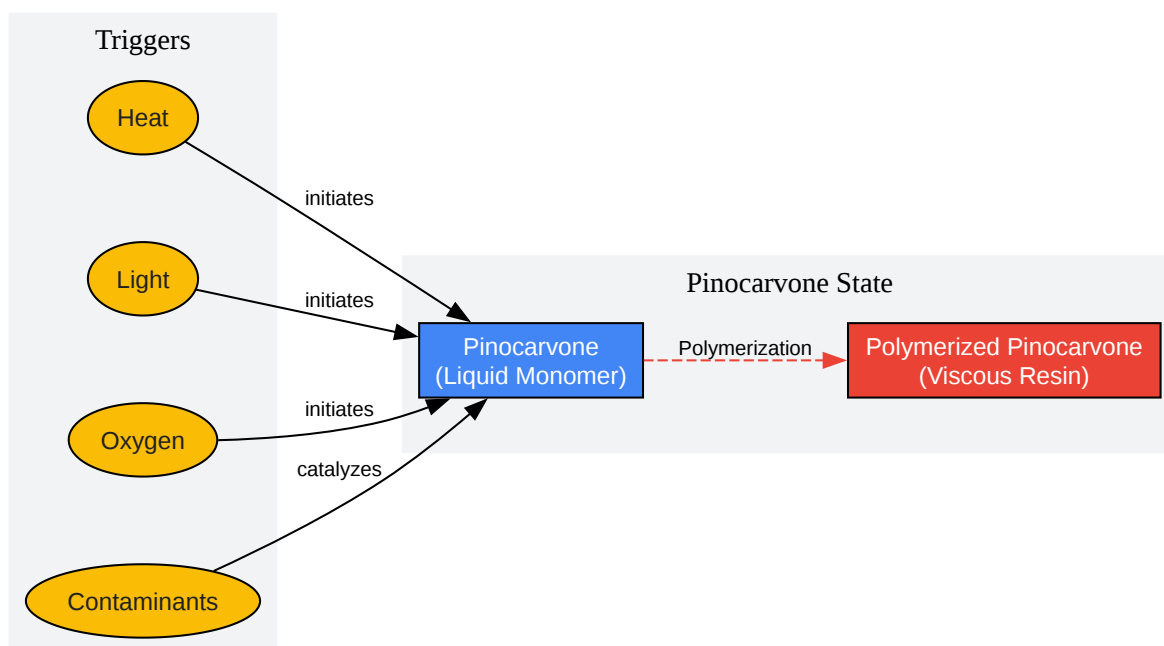 Triggers
Heat
initiates
Light
initiates
Pinocarvone State
Pinocarvone
(Liquid Monomer)
Polymerization
Polymerized Pinocarvone
(Viscous Resin)
Oxygen
initiates
catalyzes
Contaminants